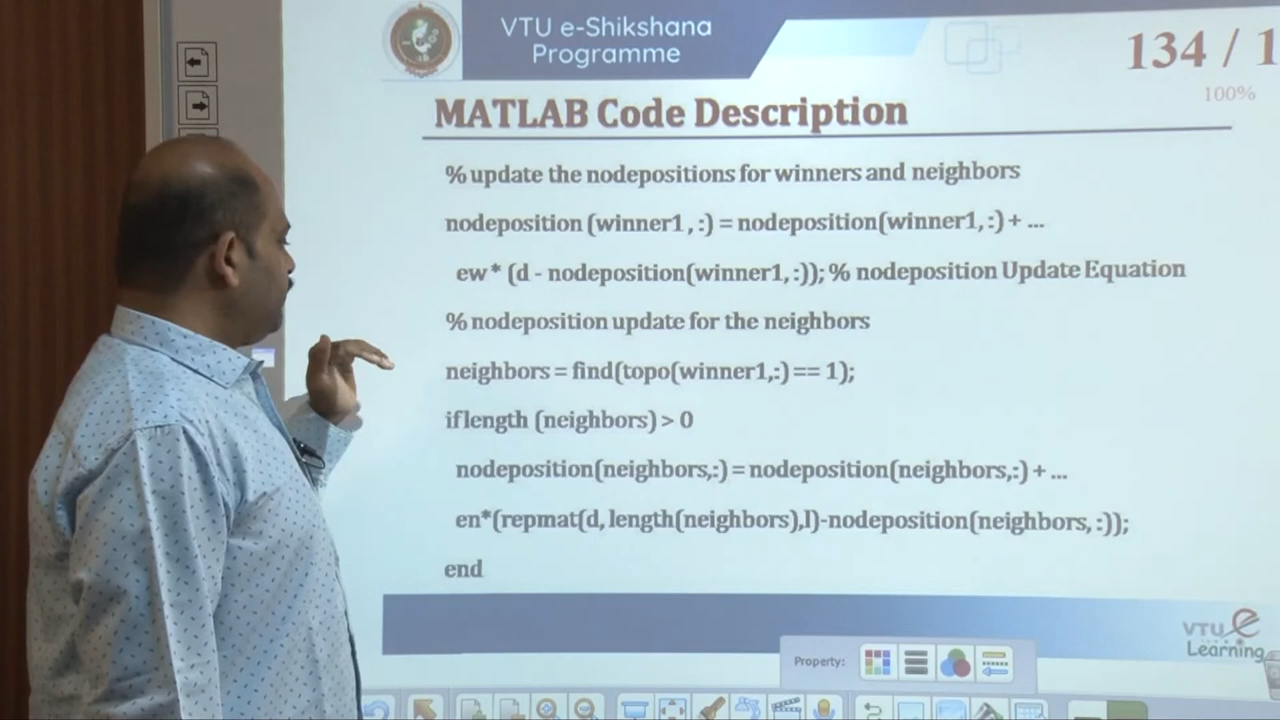 VTU e-Shikshana
Programme
134 / 1
100%
MATLAB Code Description
% update the nodepositions for winners and neighbors
nodeposition (winner1 , :) = nodeposition(winner1, :) + ...
ew * (d - nodeposition(winner1, :)); % nodeposition Update Equation
% nodeposition update for the neighbors
neighbors = find(topo(winner1,:) == 1);
if length (neighbors) > 0
nodeposition(neighbors,:) = nodeposition(neighbors,:) + ...
en*(repmat(d, length(neighbors),l)-nodeposition(neighbors, :));
end
VTU e
Learning
Property: